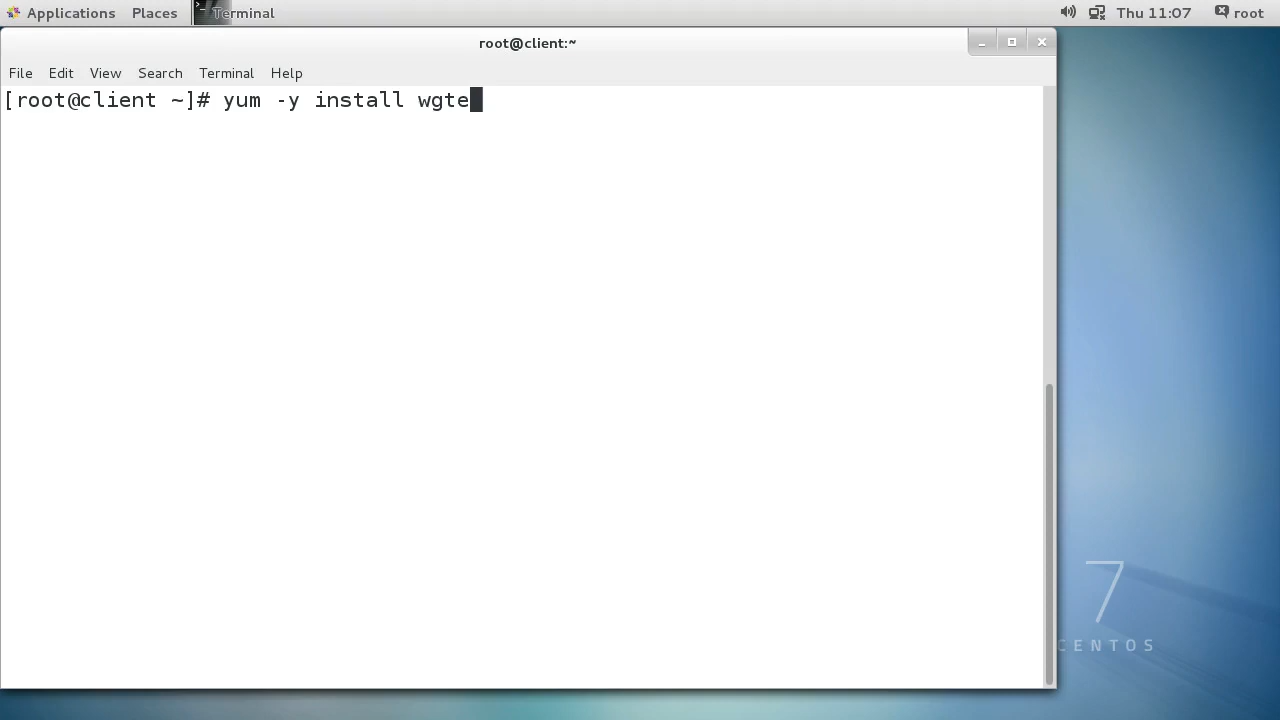 Applications Places Terminal Thu 11:07 root
root@client:~
File Edit View Search Terminal Help
[root@client ~]# yum -y install wgte
7
CENTOS